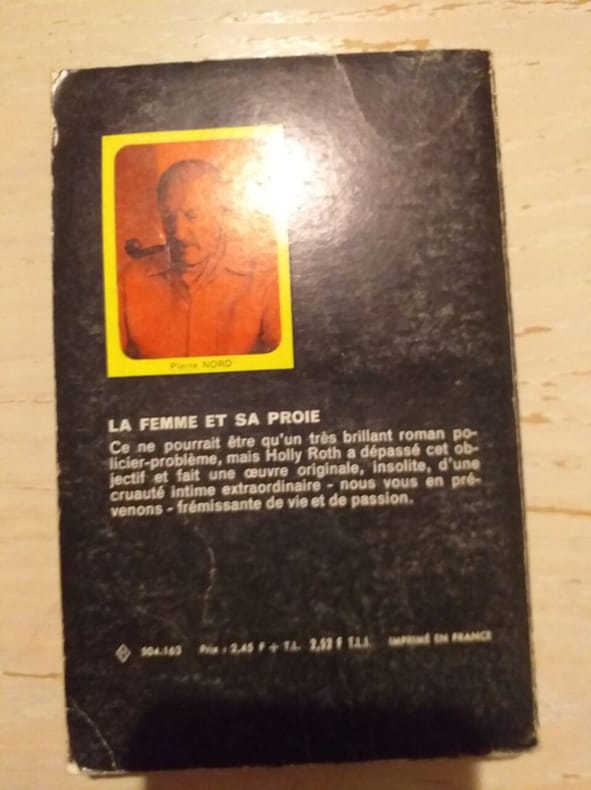 Pierre NORD
LA FEMME ET SA PROIE
Ce ne pourrait être qu'un très brillant roman po-
licier-problème, mais Holly Roth a dépassé cet ob-
jectif et fait une œuvre originale, insolite, d'une
cruauté intime extraordinaire - nous vous en pré-
venons - frémissante de vie et de passion.
504.163 Prix : 2,45 F + T.L. 2,52 F T.L.I. IMPRIMÉ EN FRANCE